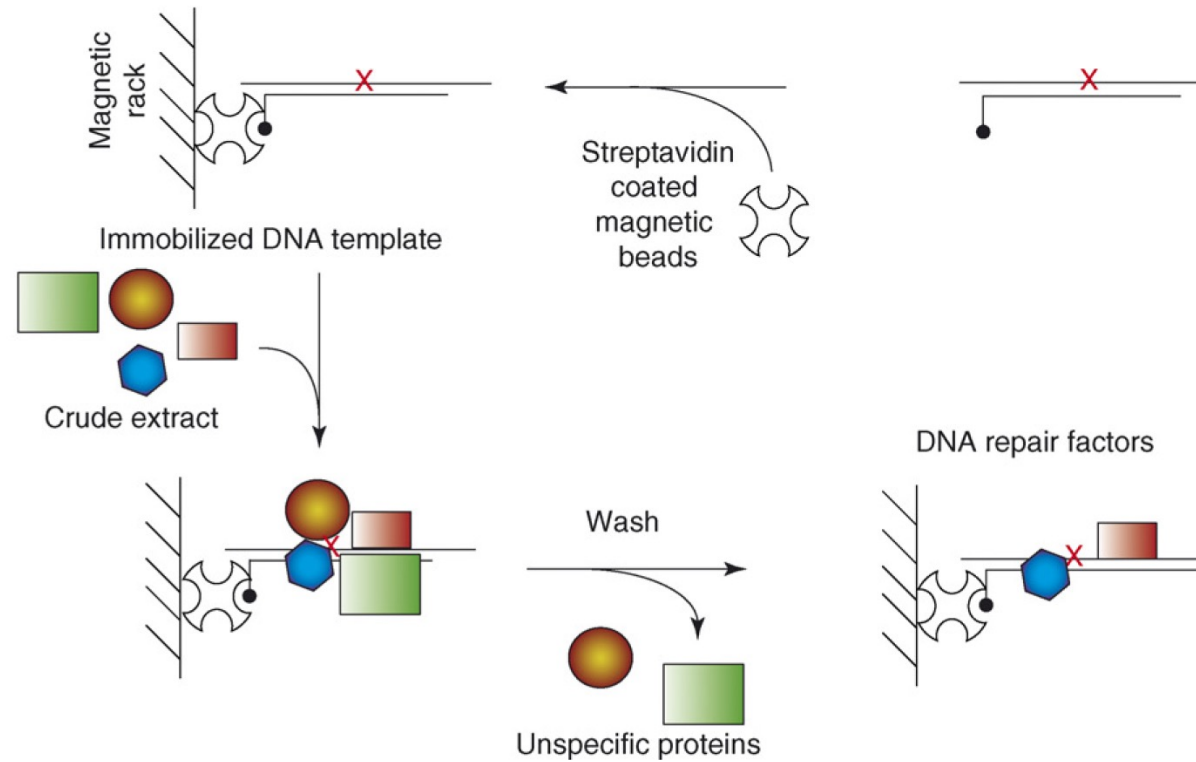 Magnetic
rack
Streptavidin
coated
magnetic
beads
X
X
Immobilized DNA template
Crude extract
X
Wash
Unspecific proteins
DNA repair factors
X